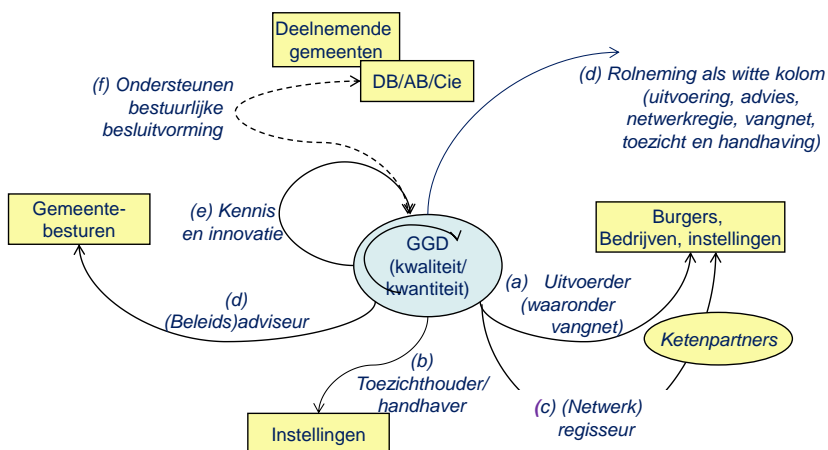 Deelnemende
gemeenten
DB/AB/Cie
(f) Ondersteunen
bestuurlijke
besluitvorming
(d) Rolneming als witte kolom
(uitvoering, advies,
netwerkregie, vangnet,
toezicht en handhaving)
Gemeente-
besturen
(e) Kennis
en innovatie
GGD
(kwaliteit/
kwantiteit)
Burgers,
Bedrijven, instellingen
(a) Uitvoerder
(waaronder
vangnet)
(d)
(Beleids)adviseur
Ketenpartners
(b)
Toezichthouder/
handhaver
(c) (Netwerk)
regisseur
Instellingen